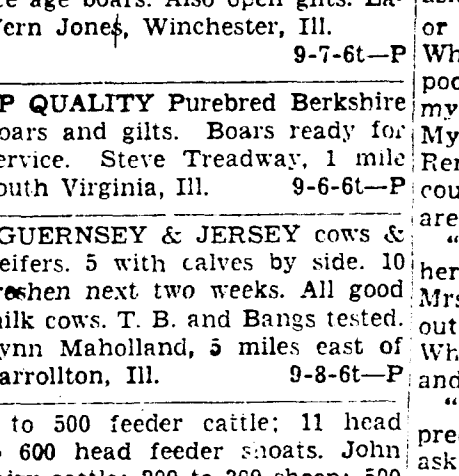 age boars. Also open gilts. La-
Vern Jones, Winchester, Ill.
9-7-6t—P
P QUALITY Purebred Berkshire
oars and gilts. Boars ready for
ervice. Steve Treadway, 1 mile
outh Virginia, Ill. 9-6-6t—P
GUERNSEY & JERSEY cows &
eifers. 5 with calves by side. 10
reshen next two weeks. All good
milk cows. T. B. and Bangs tested.
ynn Maholland, 5 miles east of
arrollton, Ill. 9-8-6t—P
to 500 feeder cattle; 11 head
600 head feeder shoats. John
or
Wh
poc
my
My
Rer
cou
are
"
her
Mrs
out
Wh
and
"
pre
ask